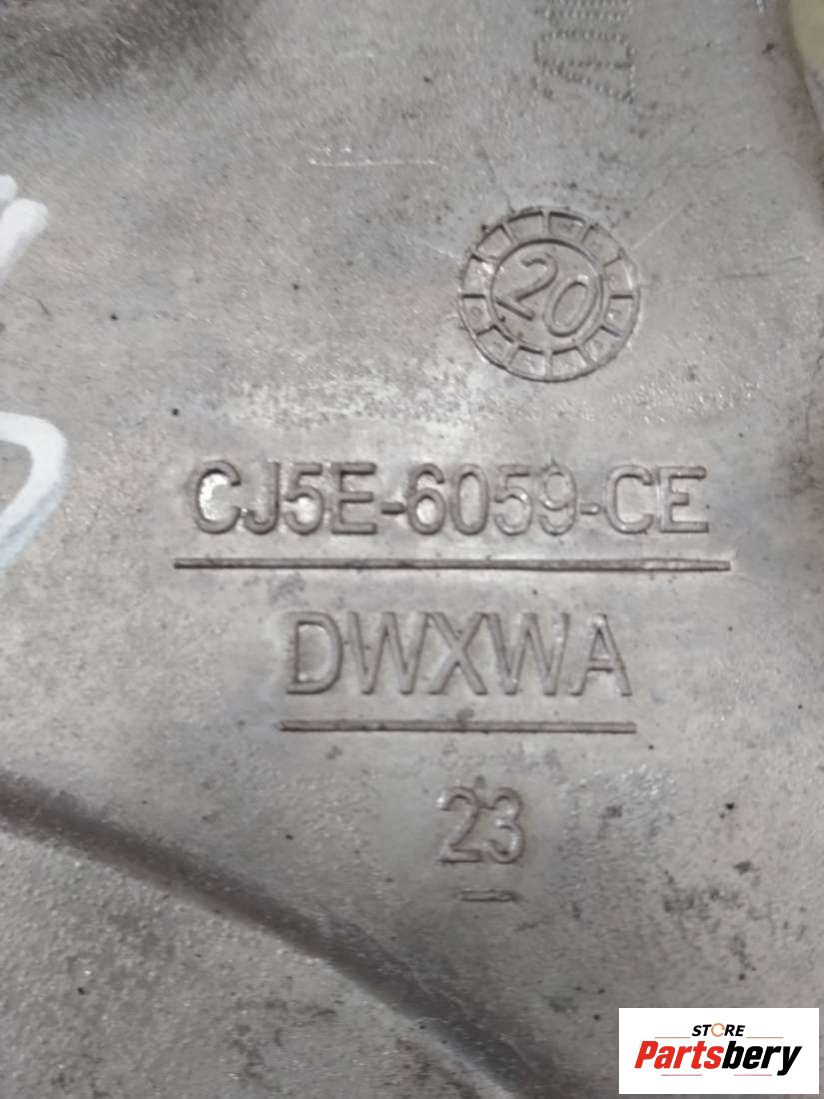 20
CJ5E-6059-CE
DWXWA
23
STORE
Partsbery